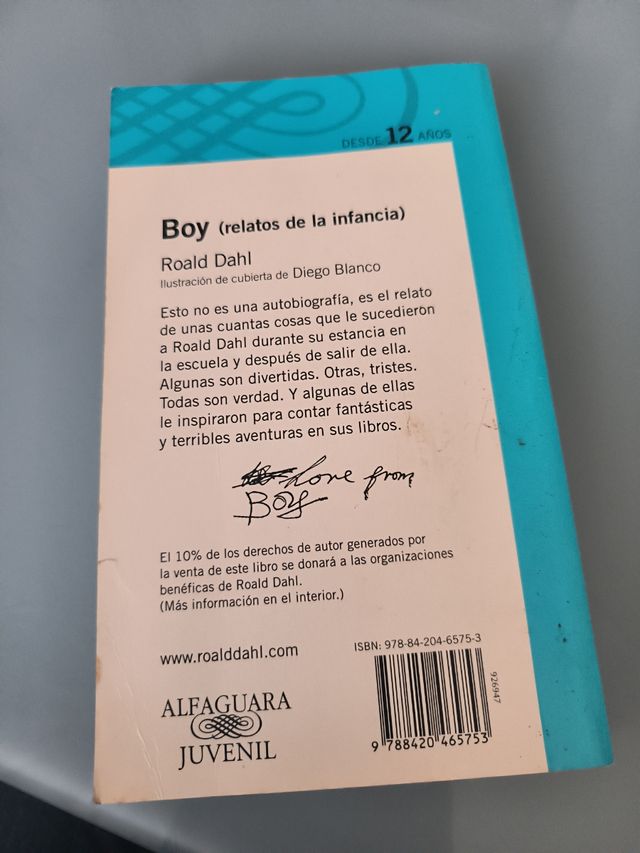 DESDE 12 AÑOS
Boy (relatos de la infancia)
Roald Dahl
Ilustración de cubierta de Diego Blanco
Esto no es una autobiografía, es el relato
de unas cuantas cosas que le sucedieron
a Roald Dahl durante su estancia en
la escuela y después de salir de ella.
Algunas son divertidas. Otras, tristes.
Todas son verdad. Y algunas de ellas
le inspiraron para contar fantásticas
y terribles aventuras en sus libros.
Love from
Boy
El 10% de los derechos de autor generados por
la venta de este libro se donará a las organizaciones
benéficas de Roald Dahl.
(Más información en el interior.)
www.roalddahl.com
ISBN: 978-84-204-6575-3
926947
9 788420 465753
ALFAGUARA
JUVENIL